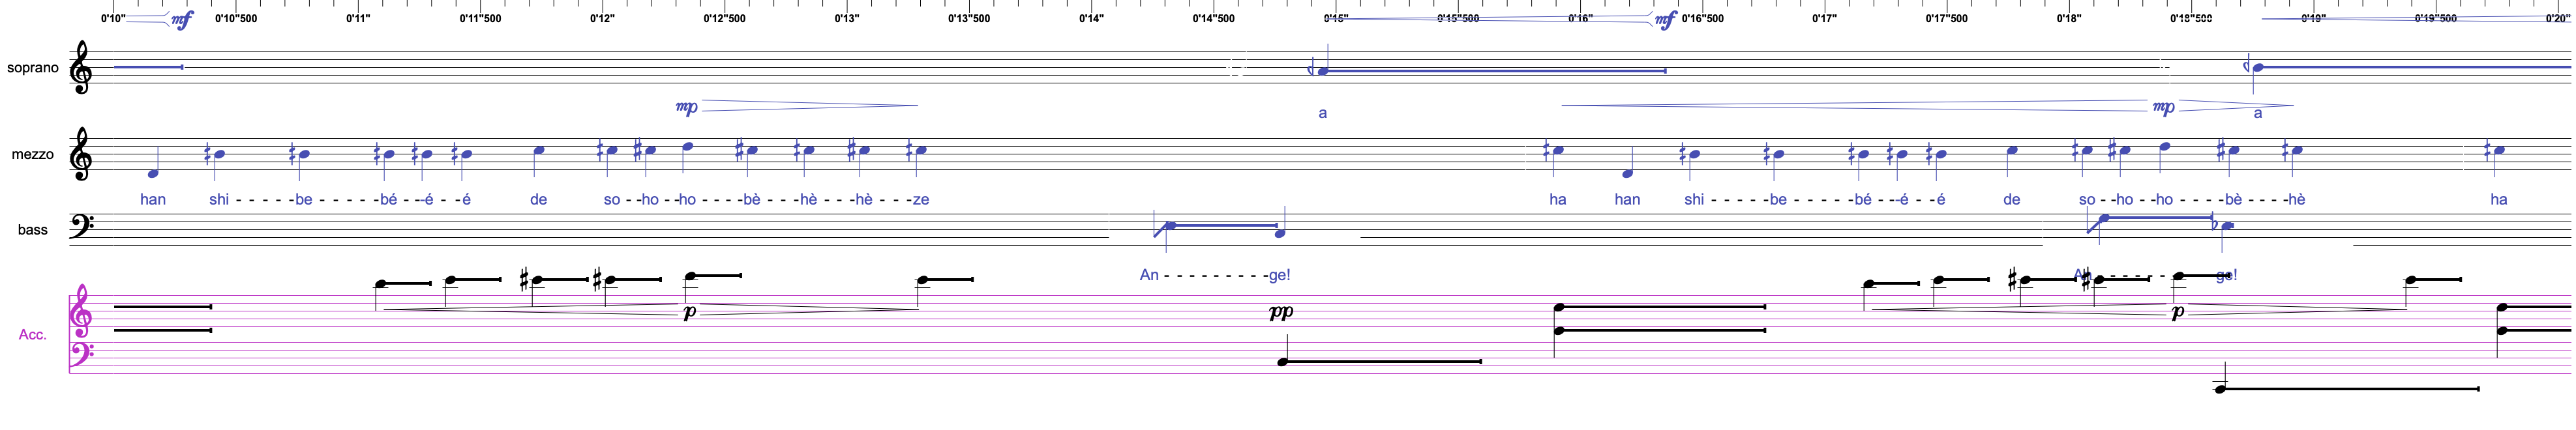 0'10" 0'10"500 0'11" 0'11"500 0'12" 0'12"500 0'13" 0'13"500 0'14" 0'14"500 0'15" 0'15"500 0'16" 0'16"500 0'17" 0'17"500 0'18" 0'18"500 0'19" 0'19"500 0'20"
mf mf
soprano
mp mp
a a
mezzo
han shi - - - - - -be - - - - - -bé - - -é - - -é de so - -ho - -ho - - - - -bè - - - -hè - - - -hè - - - -ze ha han shi - - - - - -be - - - - - -bé - - -é - - -é de so - -ho - -ho - - - - -bè - - - -hè ha
bass
An - - - - - - - - -ge! An - - - - - - - - -ge!
p pp p
Acc.